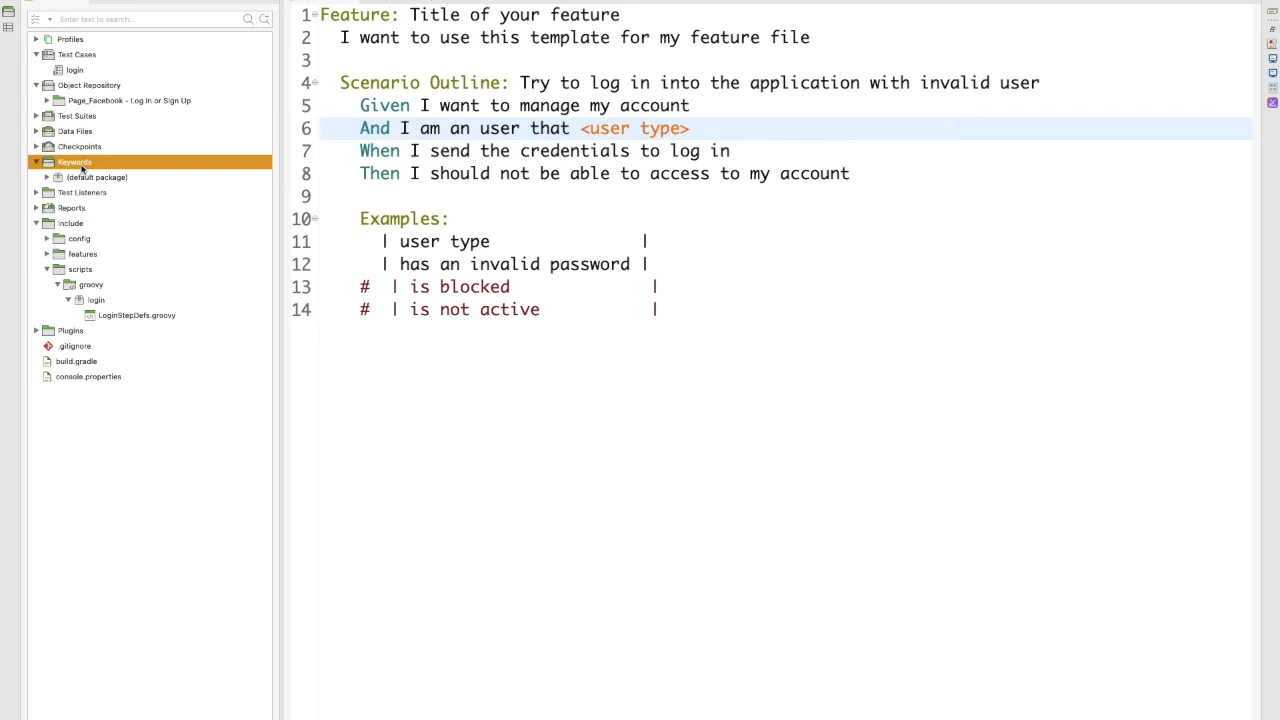 Enter text to search...
Profiles
Test Cases
login
Object Repository
Page_Facebook - Log In or Sign Up
Test Suites
Data Files
Checkpoints
Keywords
(default package)
Test Listeners
Reports
Include
config
features
scripts
groovy
login
LoginStepDefs.groovy
Plugins
.gitignore
build.gradle
console.properties
1 Feature: Title of your feature
2 I want to use this template for my feature file
3
4 Scenario Outline: Try to log in into the application with invalid user
5 Given I want to manage my account
6 And I am an user that <user type>
7 When I send the credentials to log in
8 Then I should not be able to access to my account
9
10 Examples:
11 | user type |
12 | has an invalid password |
13 # | is blocked |
14 # | is not active |